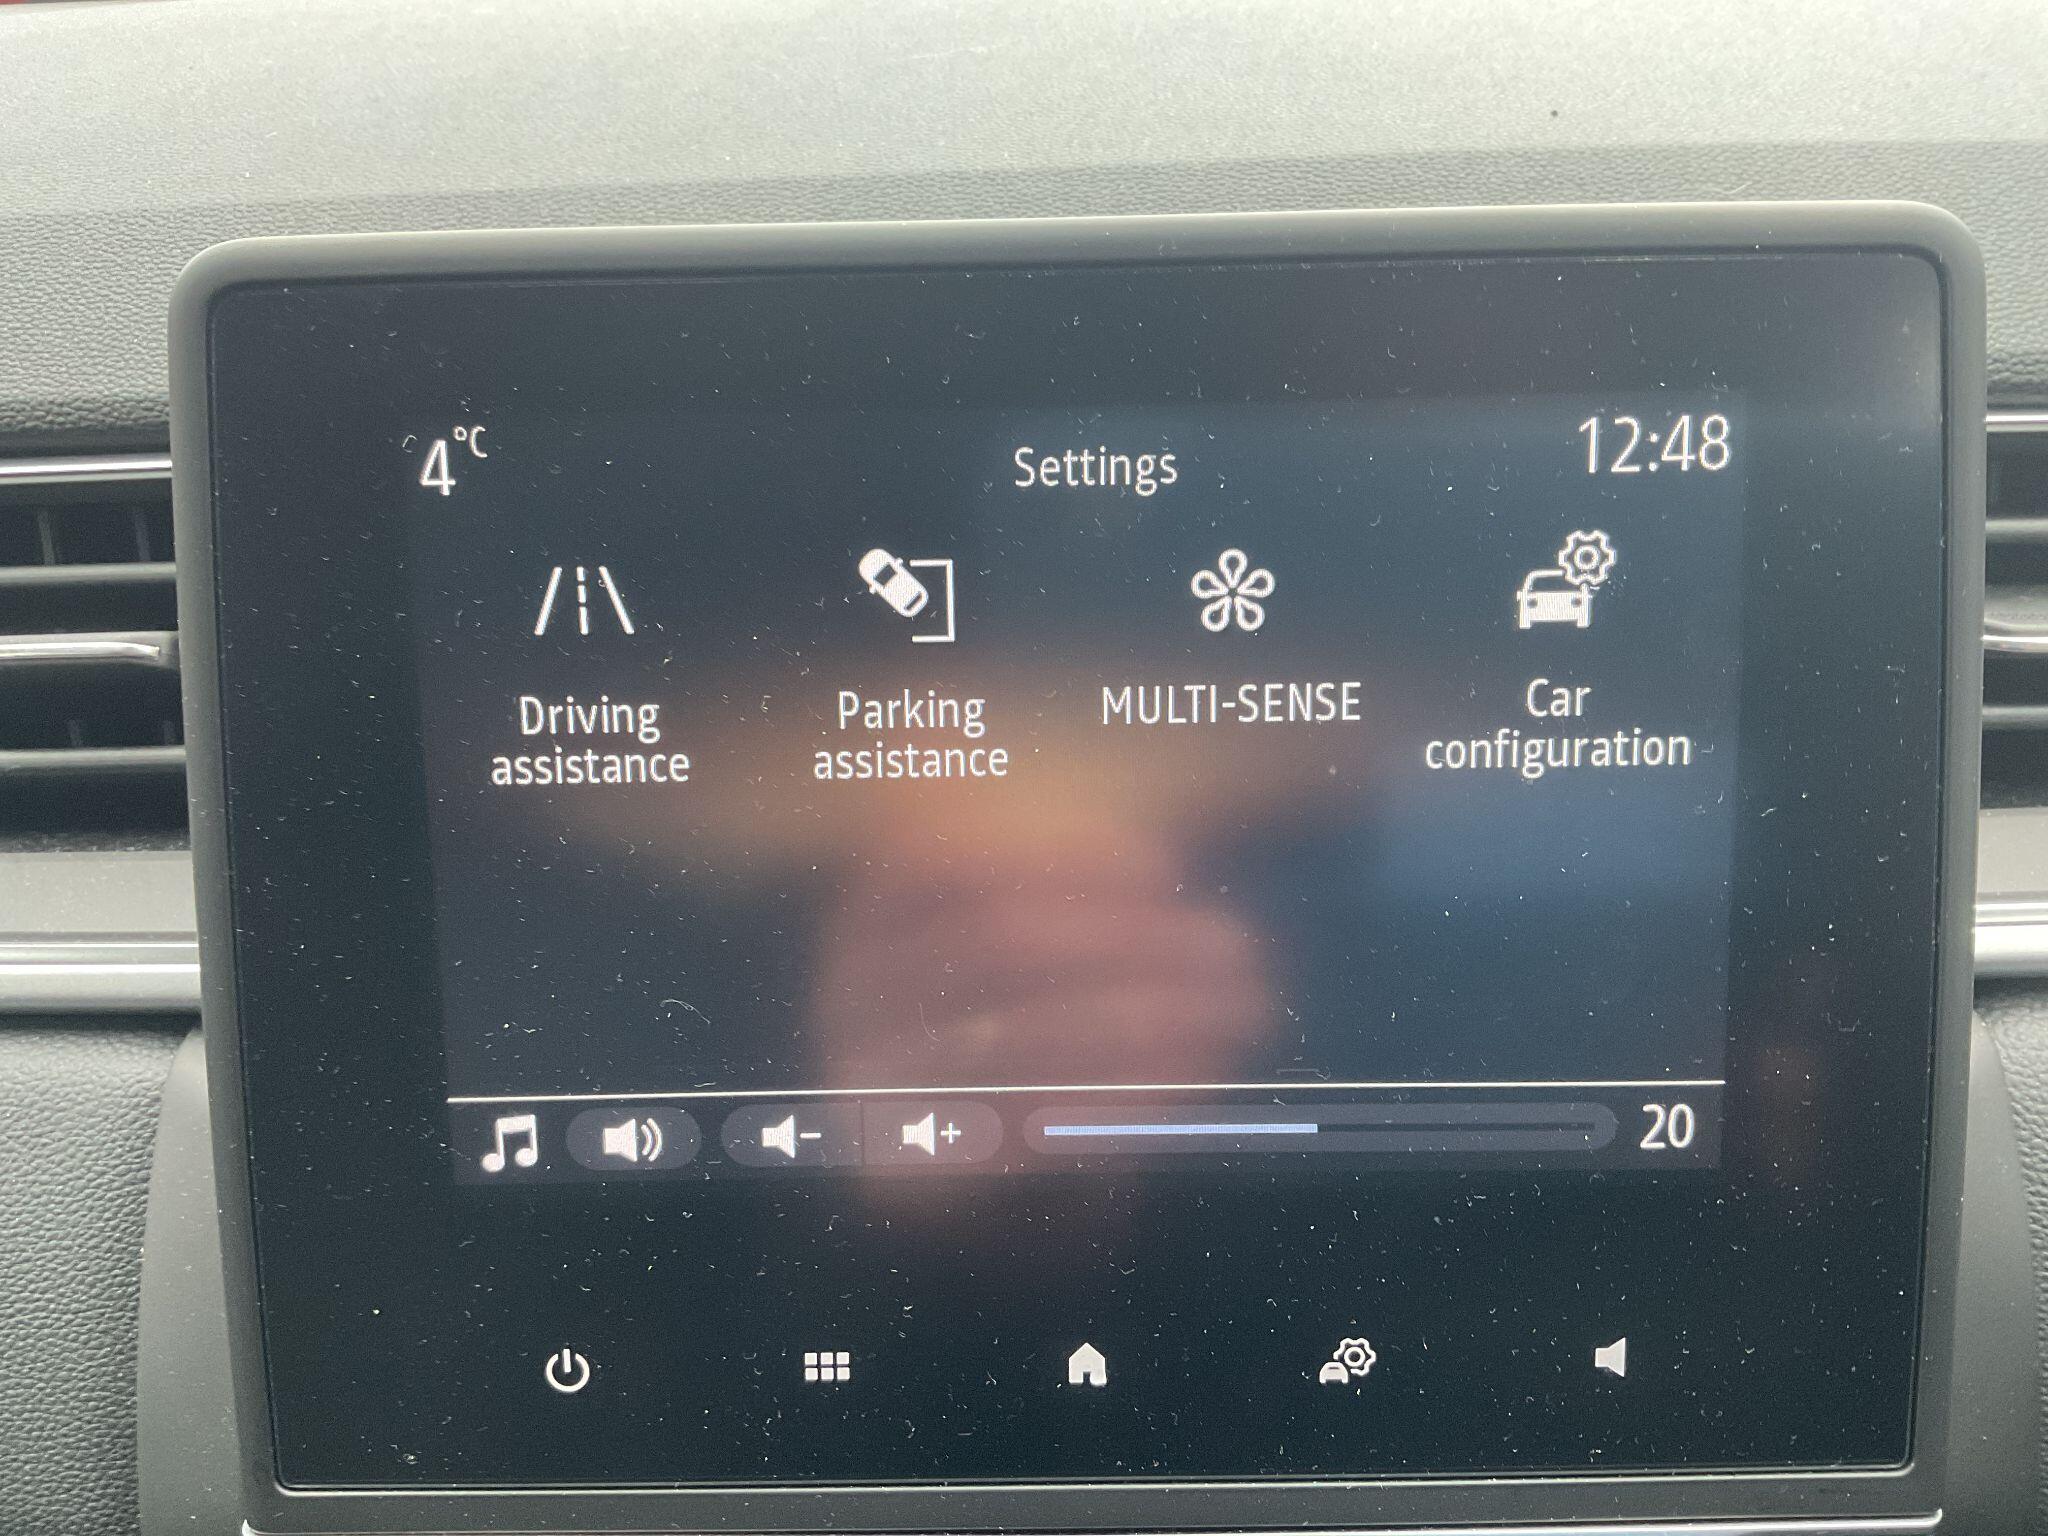 4°C
Settings
12:48
Driving
assistance
Parking
assistance
MULTI-SENSE
Car
configuration
20